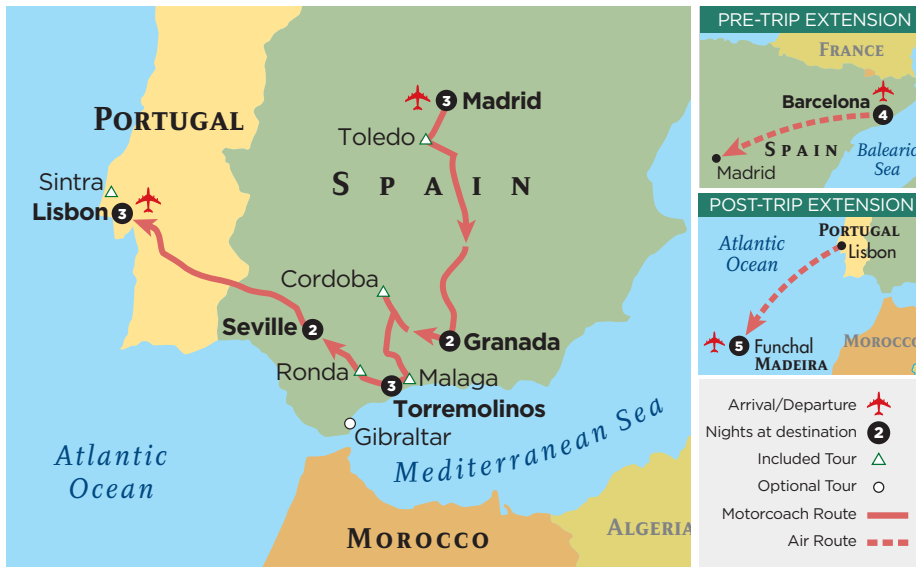 PORTUGAL
SPAIN
3 Madrid
Toledo
Sintra
Lisbon 3
Cordoba
Seville 2
2 Granada
Ronda
Malaga
3
Torremolinos
Gibraltar
Atlantic
Ocean
Mediterranean Sea
MOROCCO
ALGERIA
PRE-TRIP EXTENSION
FRANCE
Barcelona
4
SPAIN
Balearic
Sea
Madrid
POST-TRIP EXTENSION
PORTUGAL
Atlantic
Ocean
Lisbon
5 Funchal
MADEIRA
MOROCCO
Arrival/Departure
Nights at destination 2
Included Tour
Optional Tour
Motorcoach Route
Air Route